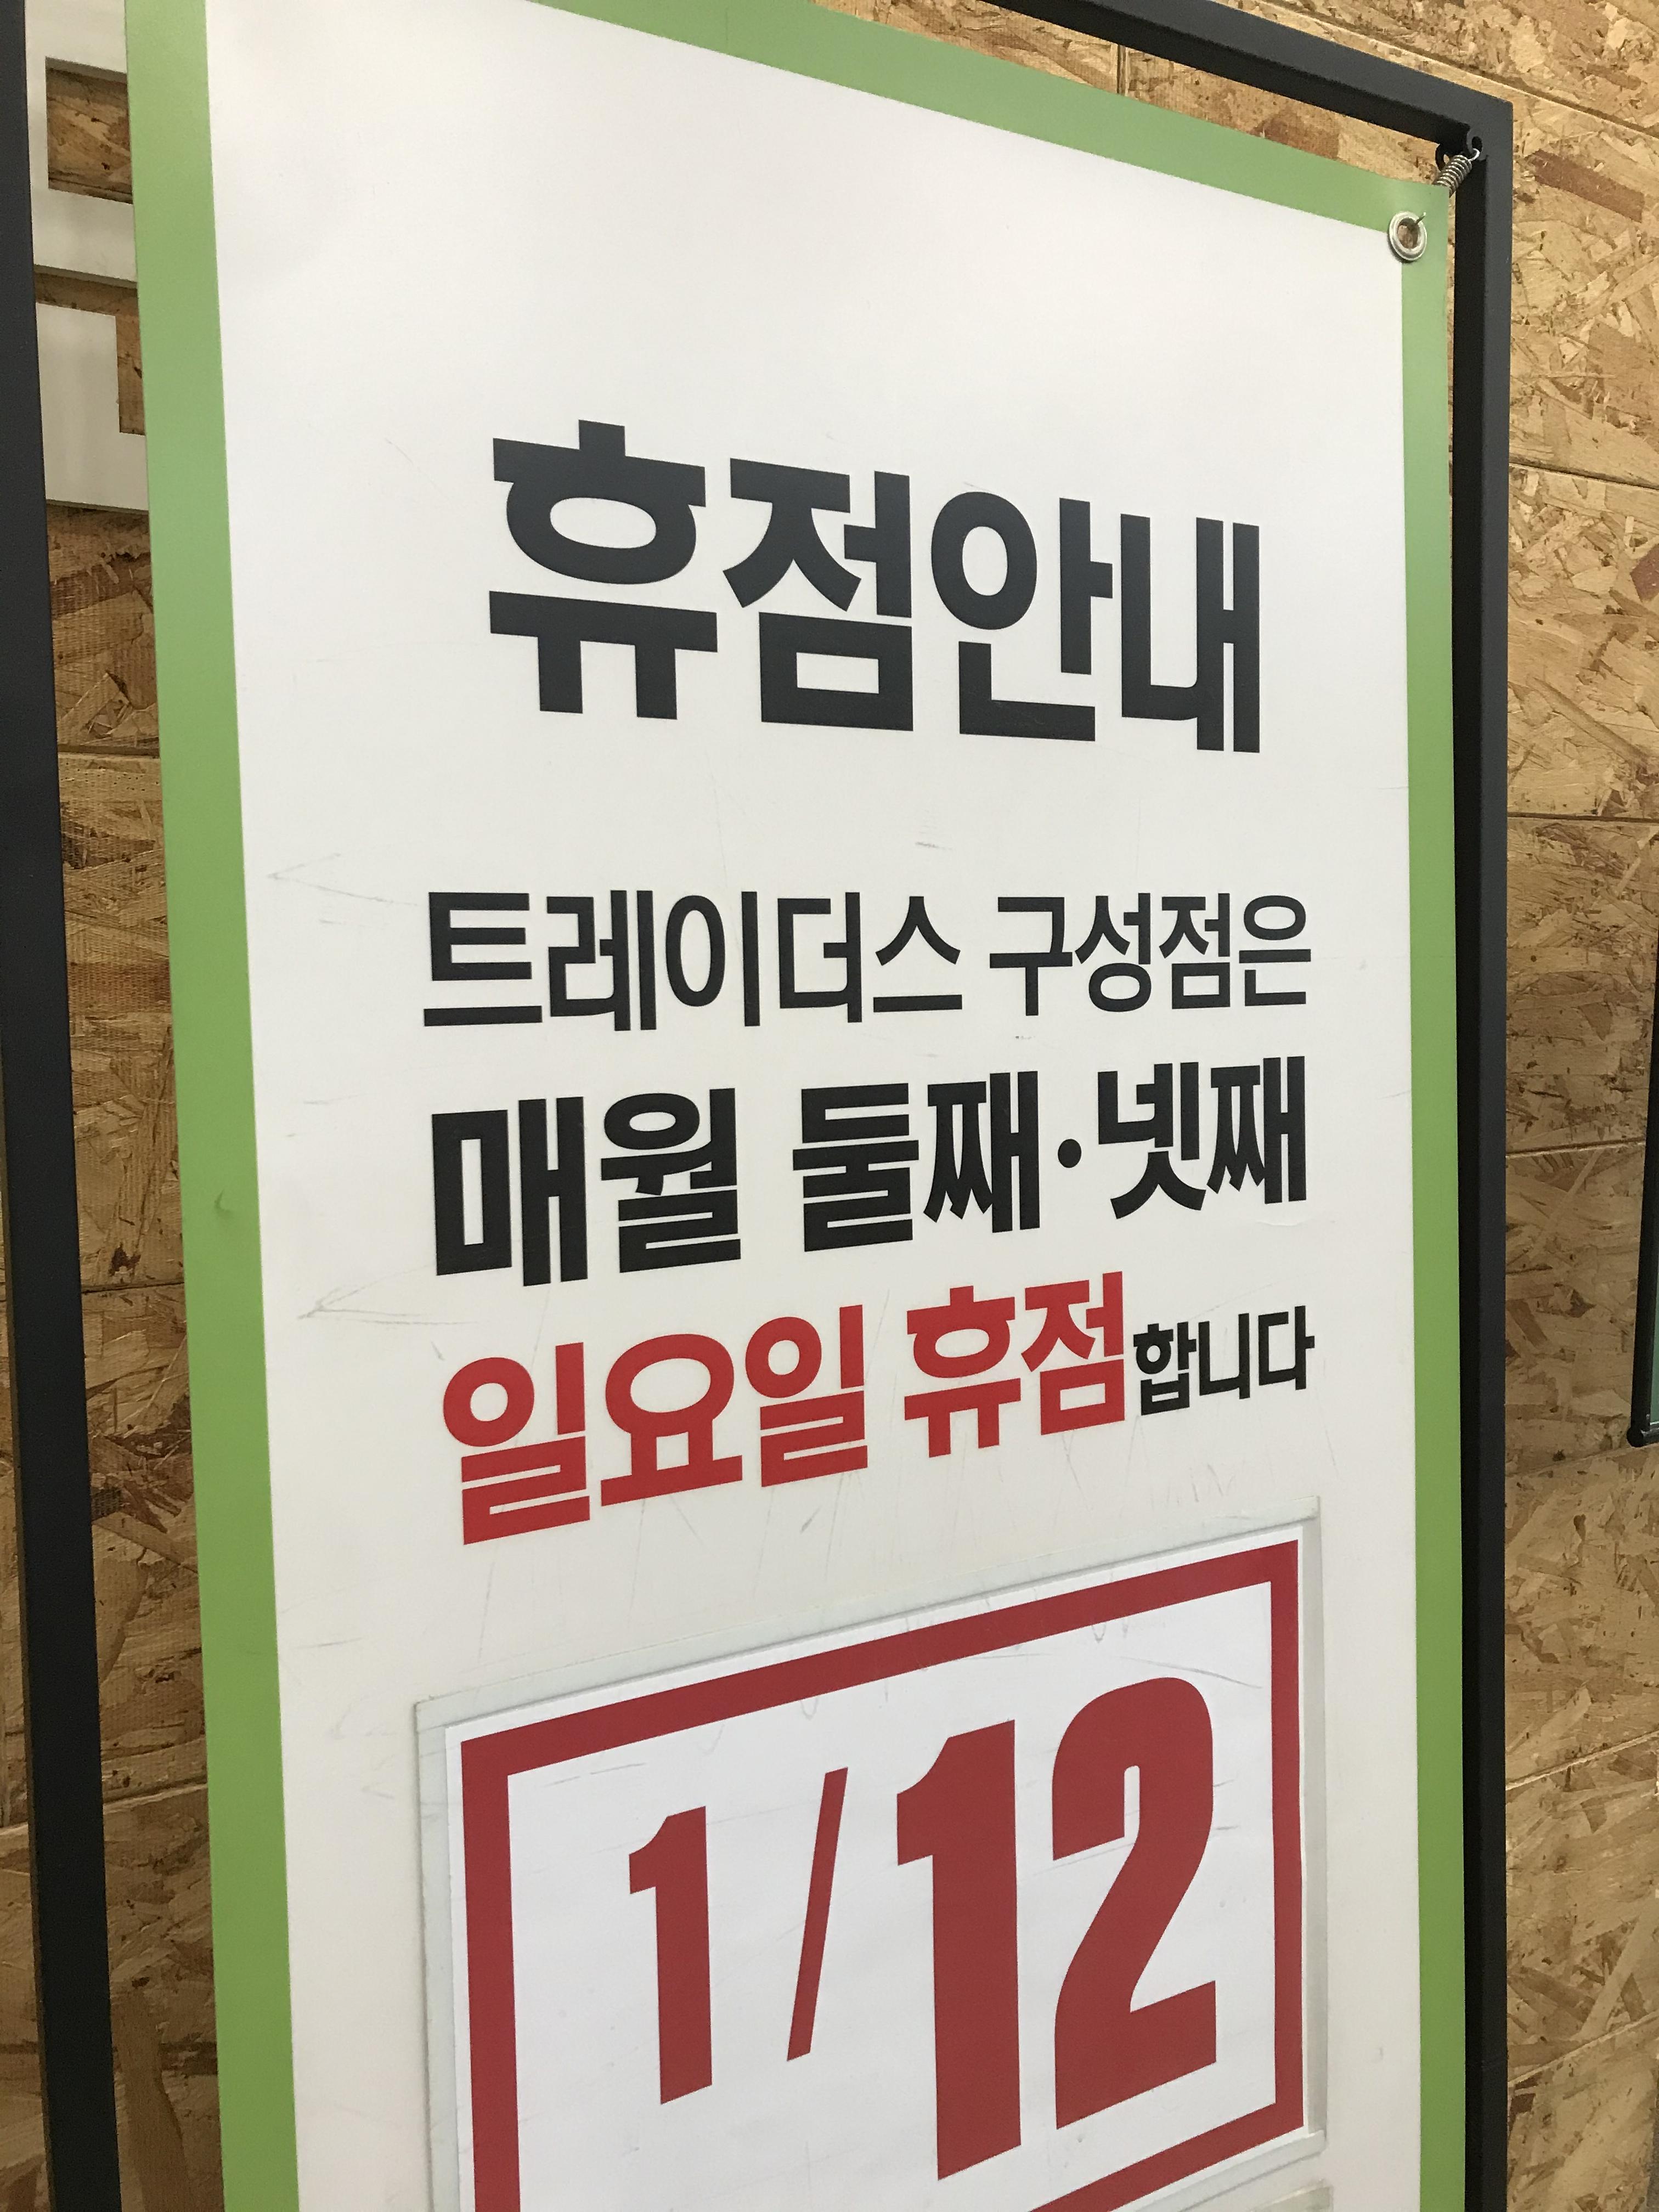 휴점안내
트레이더스 구성점은
매월 둘째·넷째
일요일 휴점합니다
1/12